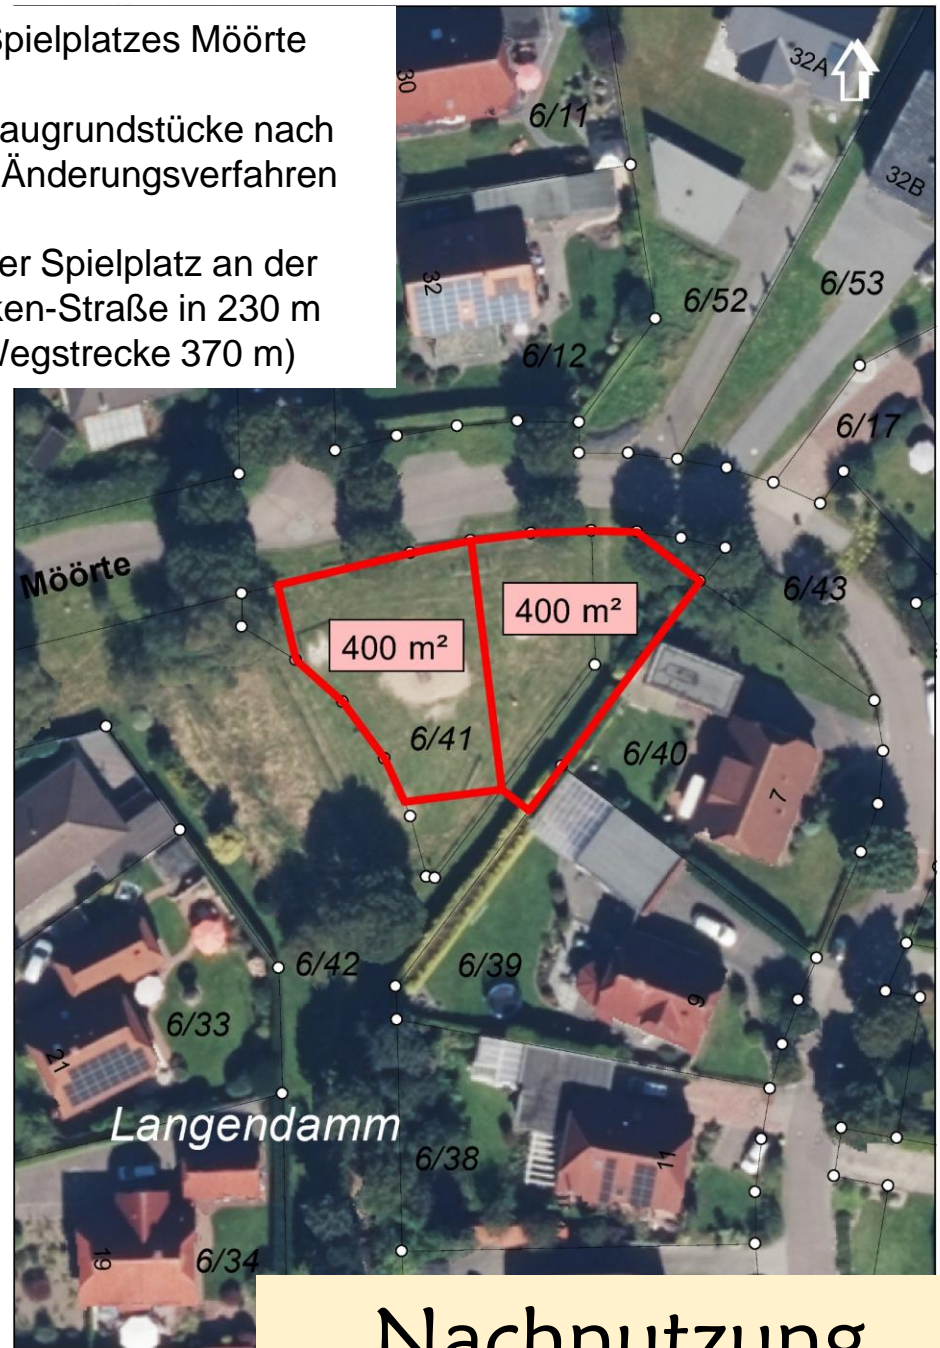 Spielplatzes Möörte
augrundstücke nach
Änderungsverfahren
er Spielplatz an der
ken-Straße in 230 m
Wegstrecke 370 m)
30
32A
6/11
32B
32
6/52
6/53
6/12
6/17
Möörte
6/43
400 m²
400 m²
6/41
6/40
7
6/42
6/39
9
6/33
21
Langendamm
6/38
11
19
6/34
Nachnutzung